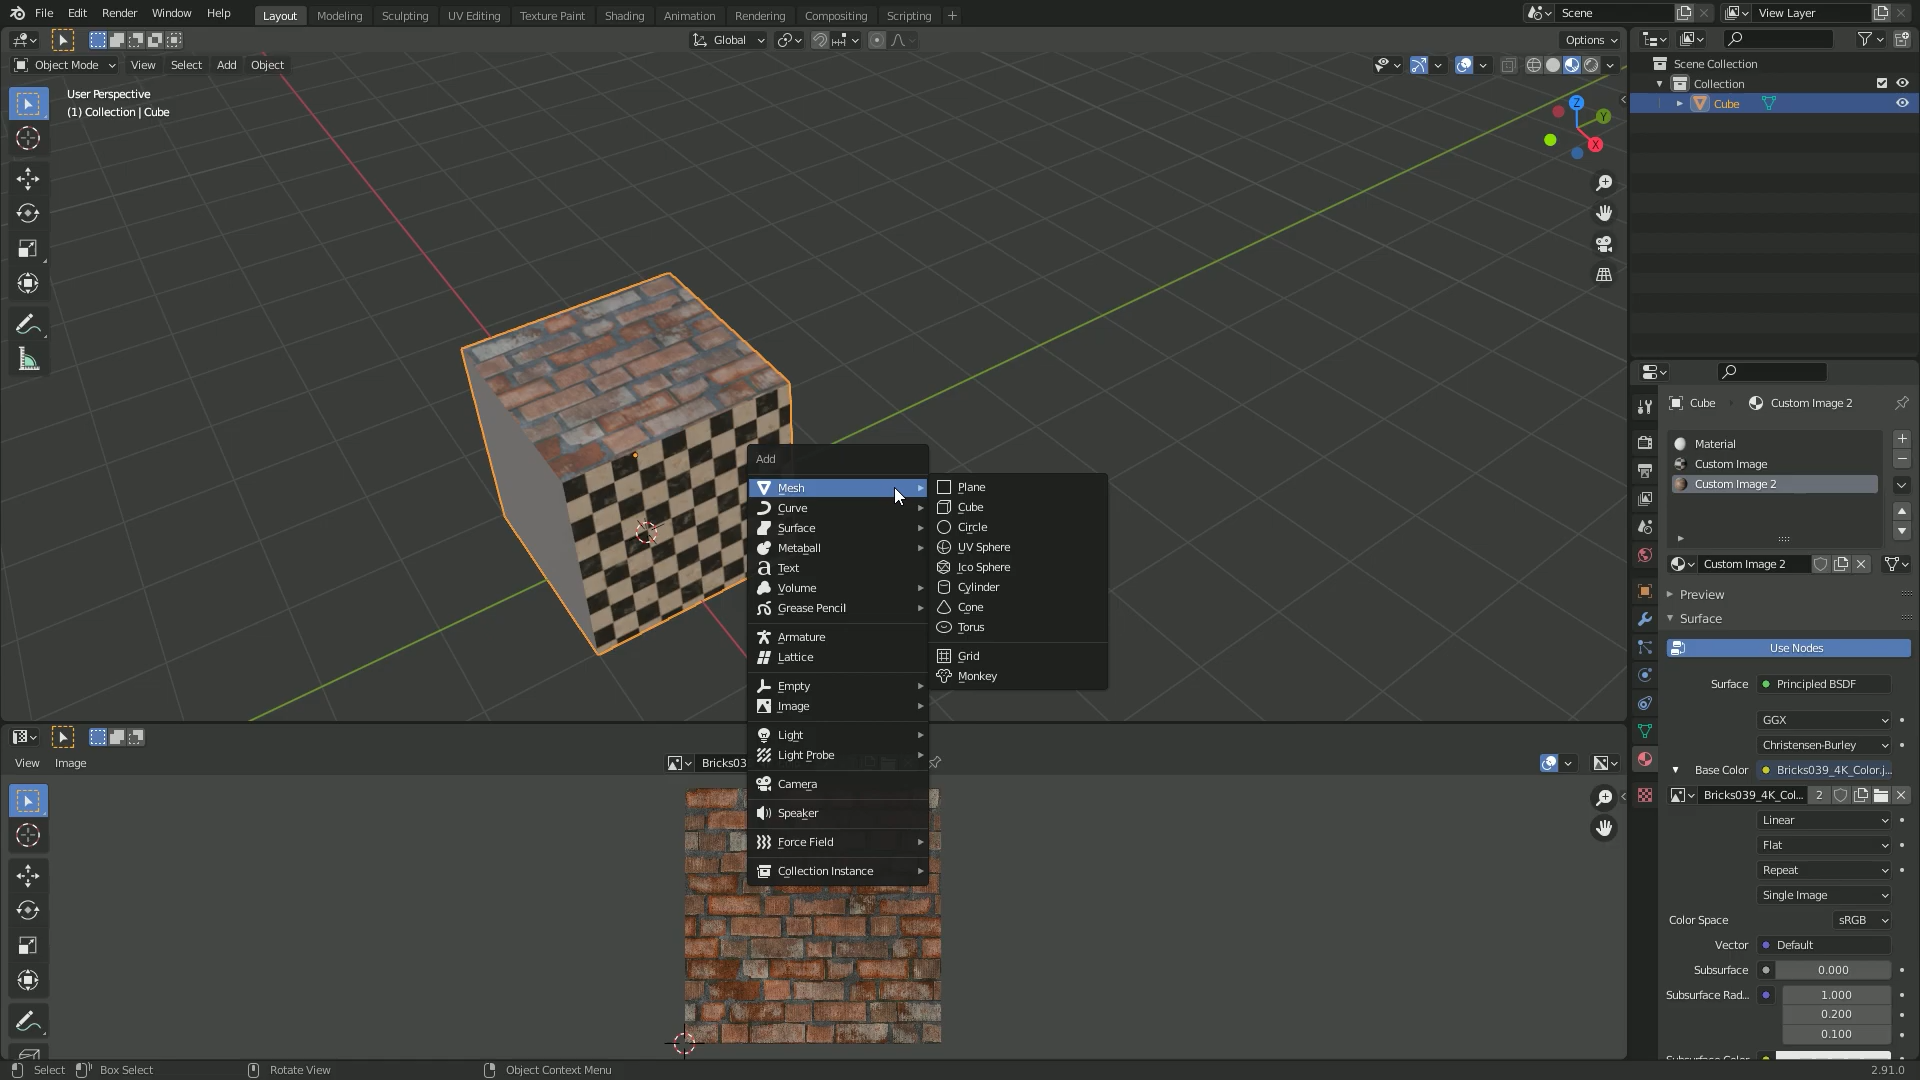 File Edit Render Window Help Layout Modeling Sculpting UV Editing Texture Paint Shading Animation Rendering Compositing Scripting Scene View Layer
Global Options
Object Mode View Select Add Object
User Perspective
(1) Collection | Cube
Z
Y
X
Scene Collection
Collection
Cube
Add
Mesh
Curve
Surface
Metaball
Text
Volume
Grease Pencil
Armature
Lattice
Empty
Image
Light
Light Probe
Camera
Speaker
Force Field
Collection Instance
Plane
Cube
Circle
UV Sphere
Ico Sphere
Cylinder
Cone
Torus
Grid
Monkey
Cube Custom Image 2
Material
Custom Image
Custom Image 2
Custom Image 2
Preview
Surface
Use Nodes
Surface Principled BSDF
GGX
Christensen-Burley
Base Color Bricks039_4K_Color.j...
Bricks039_4K_Col... 2
Linear
Flat
Repeat
Single Image
Color Space sRGB
Vector Default
Subsurface 0.000
Subsurface Rad... 1.000
0.200
0.100
View Image Bricks03
Select Box Select Rotate View Object Context Menu 2.91.0